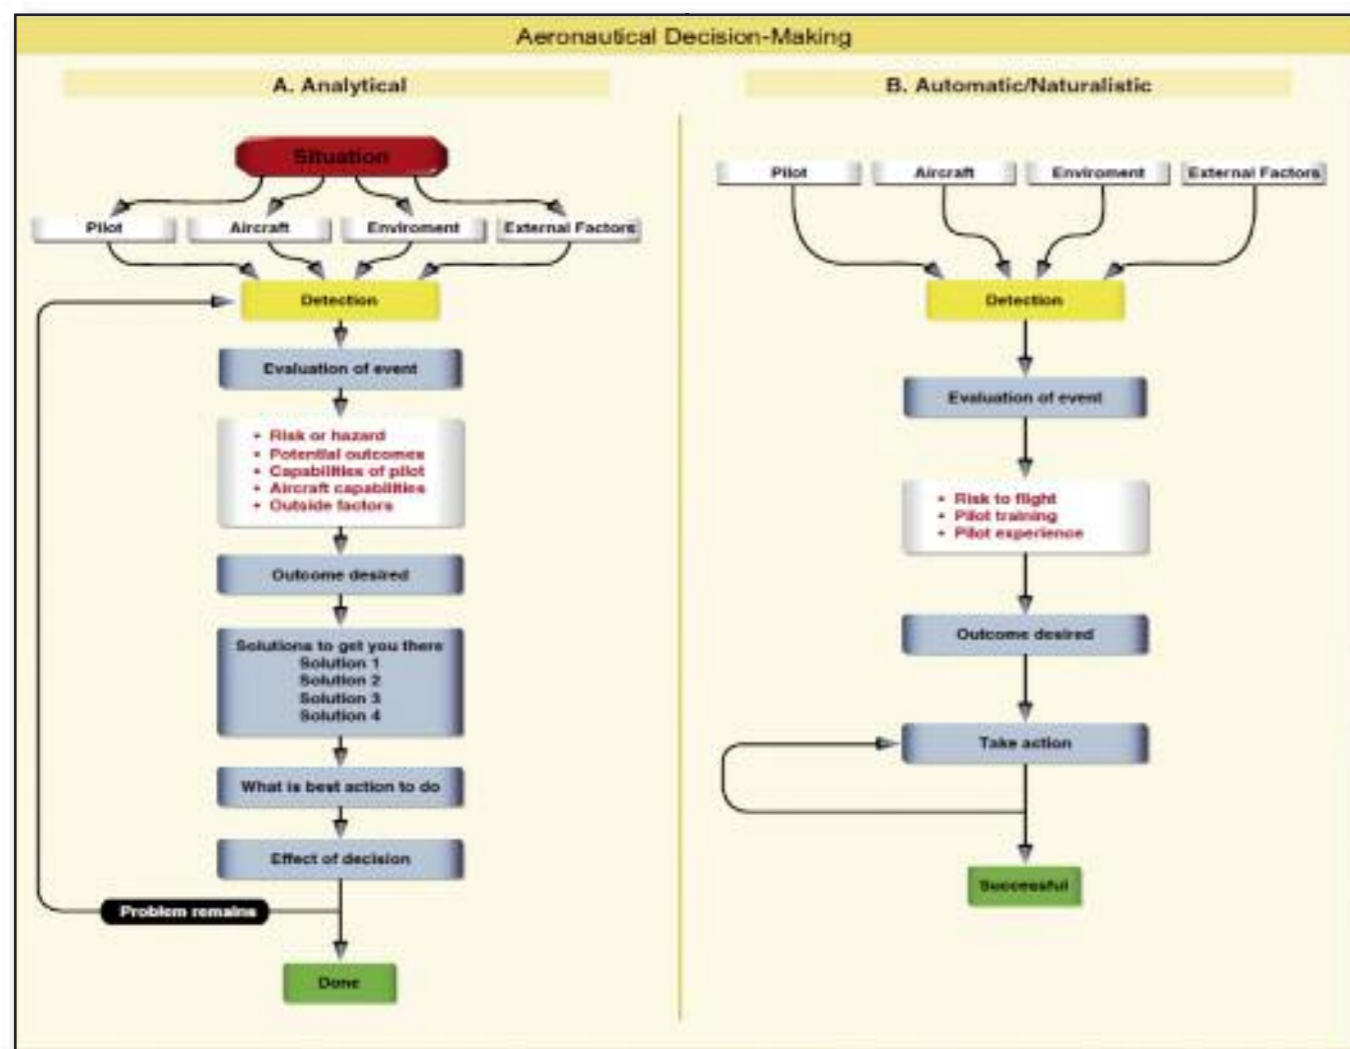 Aeronautical Decision-Making
A. Analytical
Situation
Pilot
Aircraft
Enviroment
External Factors
Detection
Evaluation of event
• Risk or hazard
• Potential outcomes
• Capabilities of pilot
• Aircraft capabilities
• Outside factors
Outcome desired
Solutions to get you there
Solution 1
Solution 2
Solution 3
Solution 4
What is best action to do
Effect of decision
Problem remains
Done
B. Automatic/Naturalistic
Pilot
Aircraft
Enviroment
External Factors
Detection
Evaluation of event
• Risk to flight
• Pilot training
• Pilot experience
Outcome desired
Take action
Successful